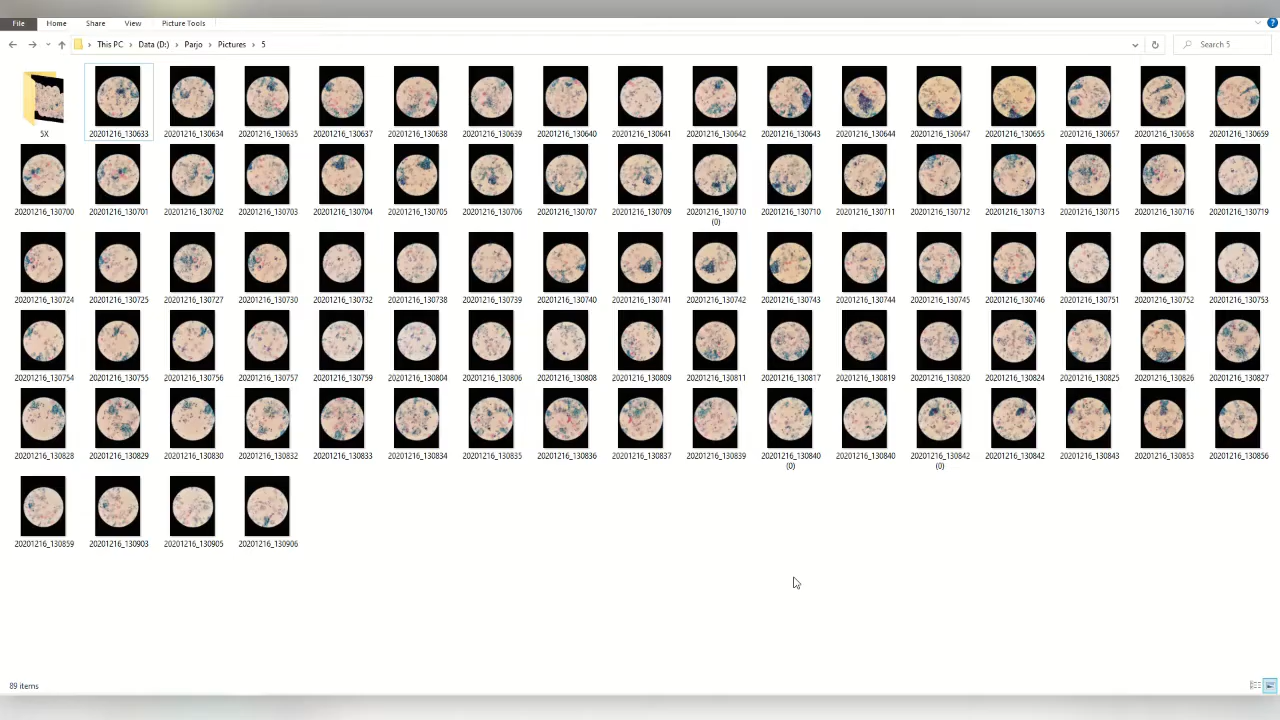 File Home Share View Picture Tools
This PC Data (D:) Parjo Pictures 5 Search 5
5X 20201216_130633 20201216_130634 20201216_130635 20201216_130637 20201216_130638 20201216_130639 20201216_130640 20201216_130641 20201216_130642 20201216_130643 20201216_130644 20201216_130647 20201216_130655 20201216_130657 20201216_130658 20201216_130659
20201216_130700 20201216_130701 20201216_130702 20201216_130703 20201216_130704 20201216_130705 20201216_130706 20201216_130707 20201216_130709 20201216_130710 20201216_130710 20201216_130711 20201216_130712 20201216_130713 20201216_130715 20201216_130716 20201216_130719
(0)
20201216_130724 20201216_130725 20201216_130727 20201216_130730 20201216_130732 20201216_130738 20201216_130739 20201216_130740 20201216_130741 20201216_130742 20201216_130743 20201216_130744 20201216_130745 20201216_130746 20201216_130751 20201216_130752 20201216_130753
20201216_130754 20201216_130755 20201216_130756 20201216_130757 20201216_130759 20201216_130804 20201216_130806 20201216_130808 20201216_130809 20201216_130811 20201216_130817 20201216_130819 20201216_130820 20201216_130824 20201216_130825 20201216_130826 20201216_130827
20201216_130828 20201216_130829 20201216_130830 20201216_130832 20201216_130833 20201216_130834 20201216_130835 20201216_130836 20201216_130837 20201216_130839 20201216_130840 20201216_130840 20201216_130842 20201216_130842 20201216_130843 20201216_130853 20201216_130856
(0) (0)
20201216_130859 20201216_130903 20201216_130905 20201216_130906
89 items